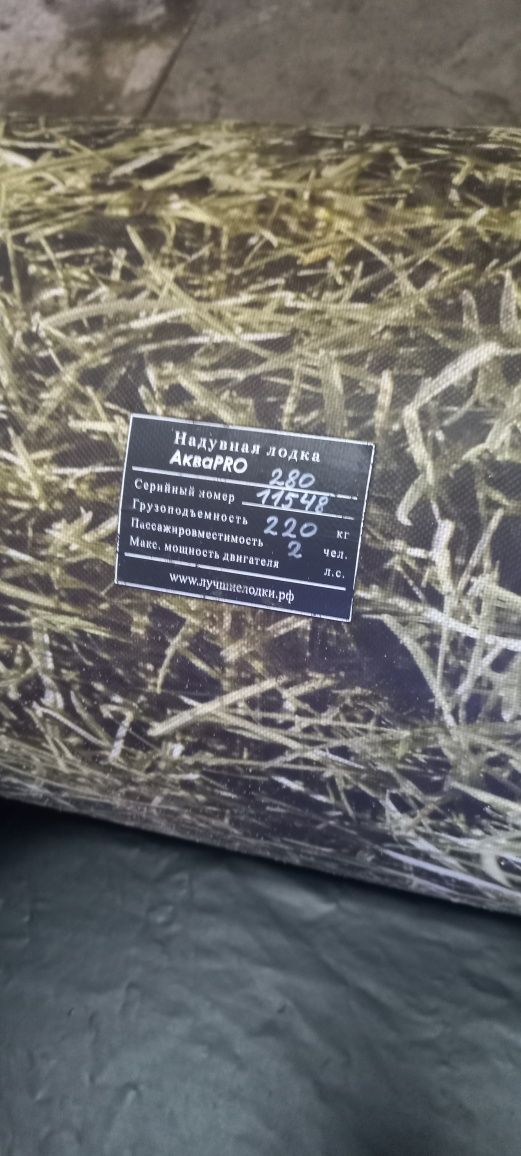 Надувная лодка
АкваPRO 280
Серийный номер 11548
Грузоподъемность 220 кг
Пассажировместимость 2 чел.
Макс. мощность двигателя л.с.
www.лучшиелодки.рф